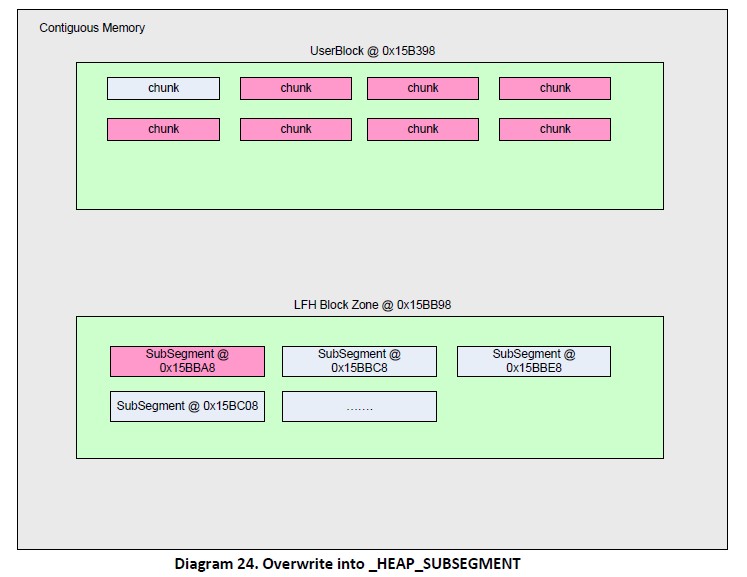 Contiguous Memory
UserBlock @ 0x15B398
chunk
chunk
chunk
chunk
chunk
chunk
chunk
chunk
LFH Block Zone @ 0x15BB98
SubSegment @
0x15BBA8
SubSegment @
0x15BBC8
SubSegment @
0x15BBE8
SubSegment @ 0x15BC08
.......
Diagram 24. Overwrite into _HEAP_SUBSEGMENT